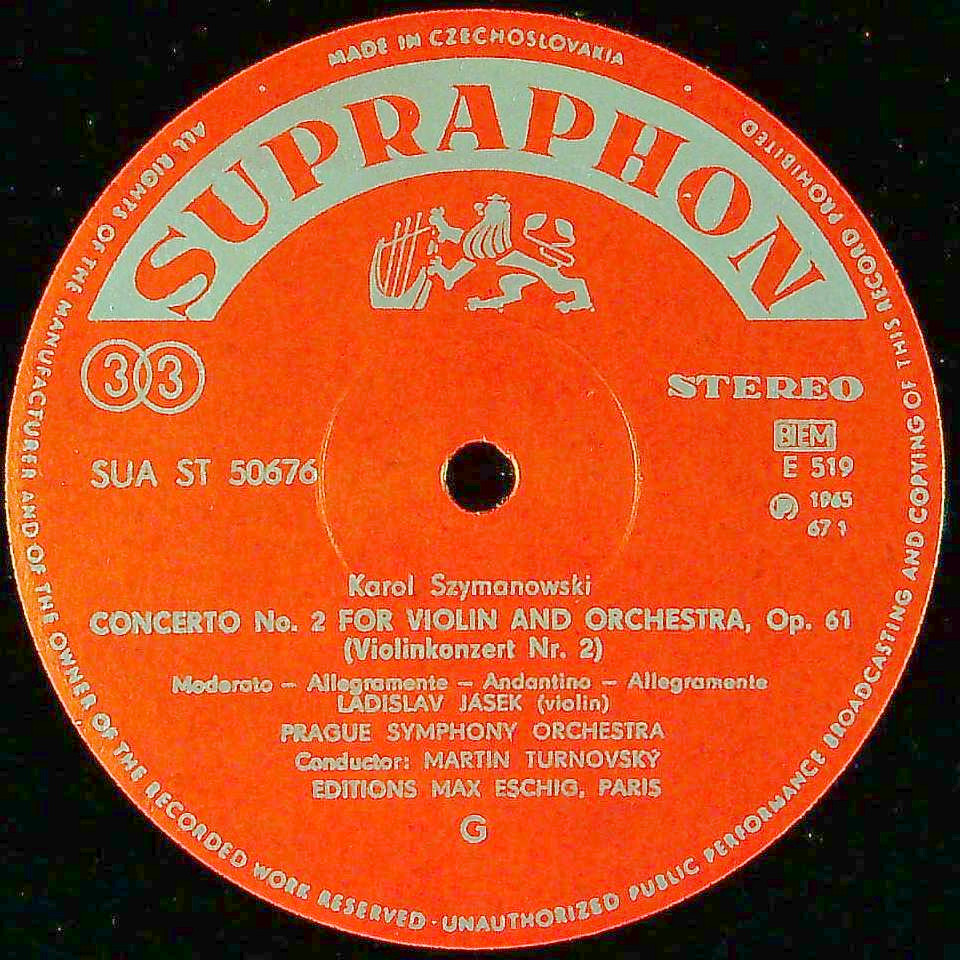 MADE IN CZECHOSLOVAKIA
SUPRAPHON
33
STEREO
BIEM
SUA ST 50676
E 519
Ⓟ 1965
67 1
Karol Szymanowski
CONCERTO No. 2 FOR VIOLIN AND ORCHESTRA, Op. 61
(Violinkonzert Nr. 2)
Moderato – Allegramente – Andantino – Allegramente
LADISLAV JÁSEK (violin)
PRAGUE SYMPHONY ORCHESTRA
Conductor: MARTIN TURNOVSKÝ
EDITIONS MAX ESCHIG, PARIS
G
ALL RIGHTS OF THE MANUFACTURER AND OF THE OWNER OF THE RECORDED WORK RESERVED · UNAUTHORIZED PUBLIC PERFORMANCE BROADCASTING AND COPYING OF THIS RECORD PROHIBITED